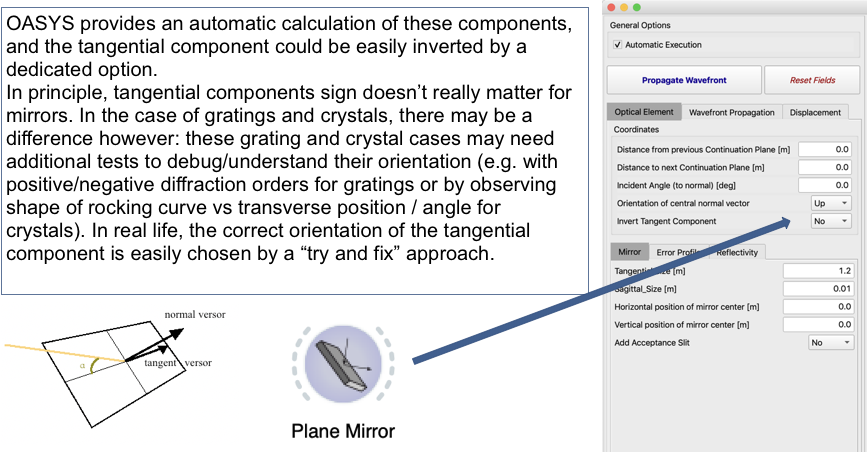 OASYS provides an automatic calculation of these components,
and the tangential component could be easily inverted by a
dedicated option.
In principle, tangential components sign doesn't really matter for
mirrors. In the case of gratings and crystals, there may be a
difference however: these grating and crystal cases may need
additional tests to debug/understand their orientation (e.g. with
positive/negative diffraction orders for gratings or by observing
shape of rocking curve vs transverse position / angle for
crystals). In real life, the correct orientation of the tangential
component is easily chosen by a “try and fix” approach.
normal versor
tangent versor
α
Plane Mirror
General Options
Automatic Execution
Propagate Wavefront Reset Fields
Optical Element Wavefront Propagation Displacement
Coordinates
Distance from previous Continuation Plane [m] 0.0
Distance to next Continuation Plane [m] 0.0
Incident Angle (to normal) [deg] 0.0
Orientation of central normal vector Up
Invert Tangent Component No
Mirror Error Profile Reflectivity
Tangential_Size [m] 1.2
Sagittal_Size [m] 0.01
Horizontal position of mirror center [m] 0.0
Vertical position of mirror center [m] 0.0
Add Acceptance Slit No